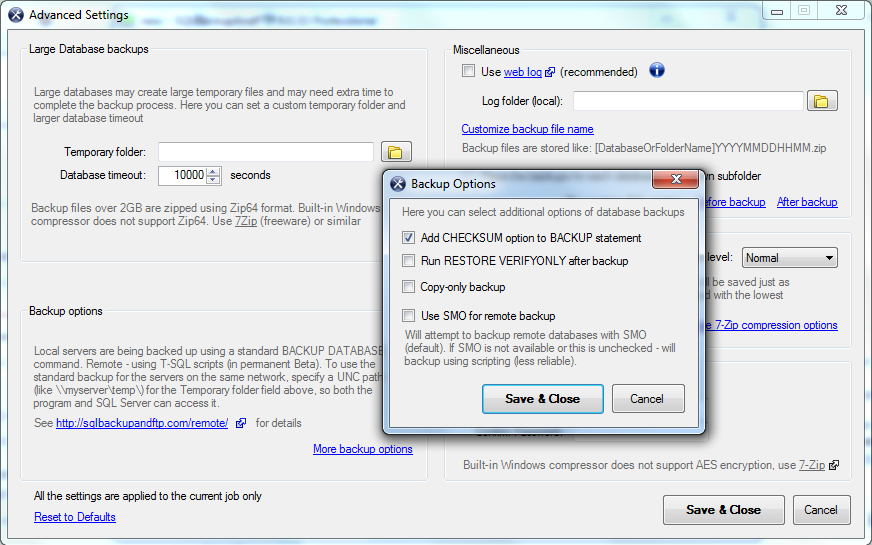 Advanced Settings
Large Database backups
Large databases may create large temporary files and may need extra time to
complete the backup process. Here you can set a custom temporary folder and
larger database timeout
Temporary folder:
Database timeout: 10000 seconds
Backup files over 2GB are zipped using Zip64 format. Built-in Windows
compressor does not support Zip64. Use 7Zip (freeware) or similar
Backup options
Local servers are being backed up using a standard BACKUP DATABASE
command. Remote - using T-SQL scripts (in permanent Beta). To use the
standard backup for the servers on the same network, specify a UNC path
(like \\myserver\temp\) for the Temporary folder field above, so both the
program and SQL Server can access it.
See http://sqlbackupandftp.com/remote/ for details
More backup options
All the settings are applied to the current job only
Reset to Defaults
Miscellaneous
Use web log (recommended)
Log folder (local):
Customize backup file name
Backup files are stored like: [DatabaseOrFolderName]YYYYMMDDHHMM.zip
subfolder
backup After backup
level: Normal
be saved just as
with the lowest
7-Zip compression options
Built-in Windows compressor does not support AES encryption, use 7-Zip
Save & Close Cancel
Backup Options
Here you can select additional options of database backups
Add CHECKSUM option to BACKUP statement
Run RESTORE VERIFYONLY after backup
Copy-only backup
Use SMO for remote backup
Will attempt to backup remote databases with SMO
(default). If SMO is not available or this is unchecked - will
backup using scripting (less reliable).
Save & Close Cancel